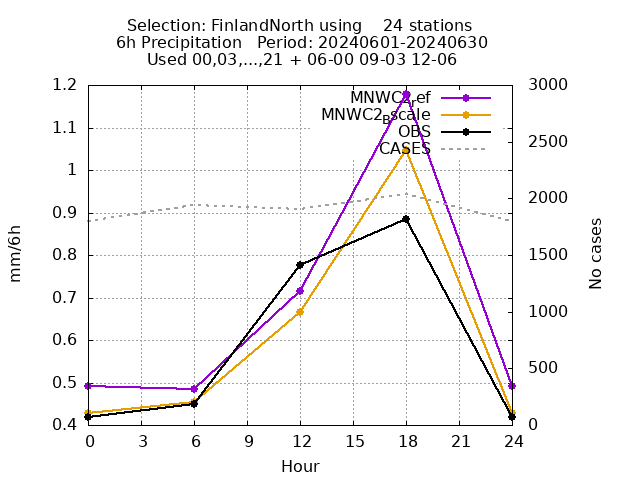 Selection: FinlandNorth using    24 stations
6h Precipitation   Period: 20240601-20240630
Used 00,03,...,21 + 06-00 09-03 12-06
1.2
1.1
1
0.9
0.8
0.7
0.6
0.5
0.4
mm/6h
MNWC2_ref
MNWC2_Bscale
OBS
CASES
3000
2500
2000
1500
1000
500
0
No cases
0 3 6 9 12 15 18 21 24
Hour